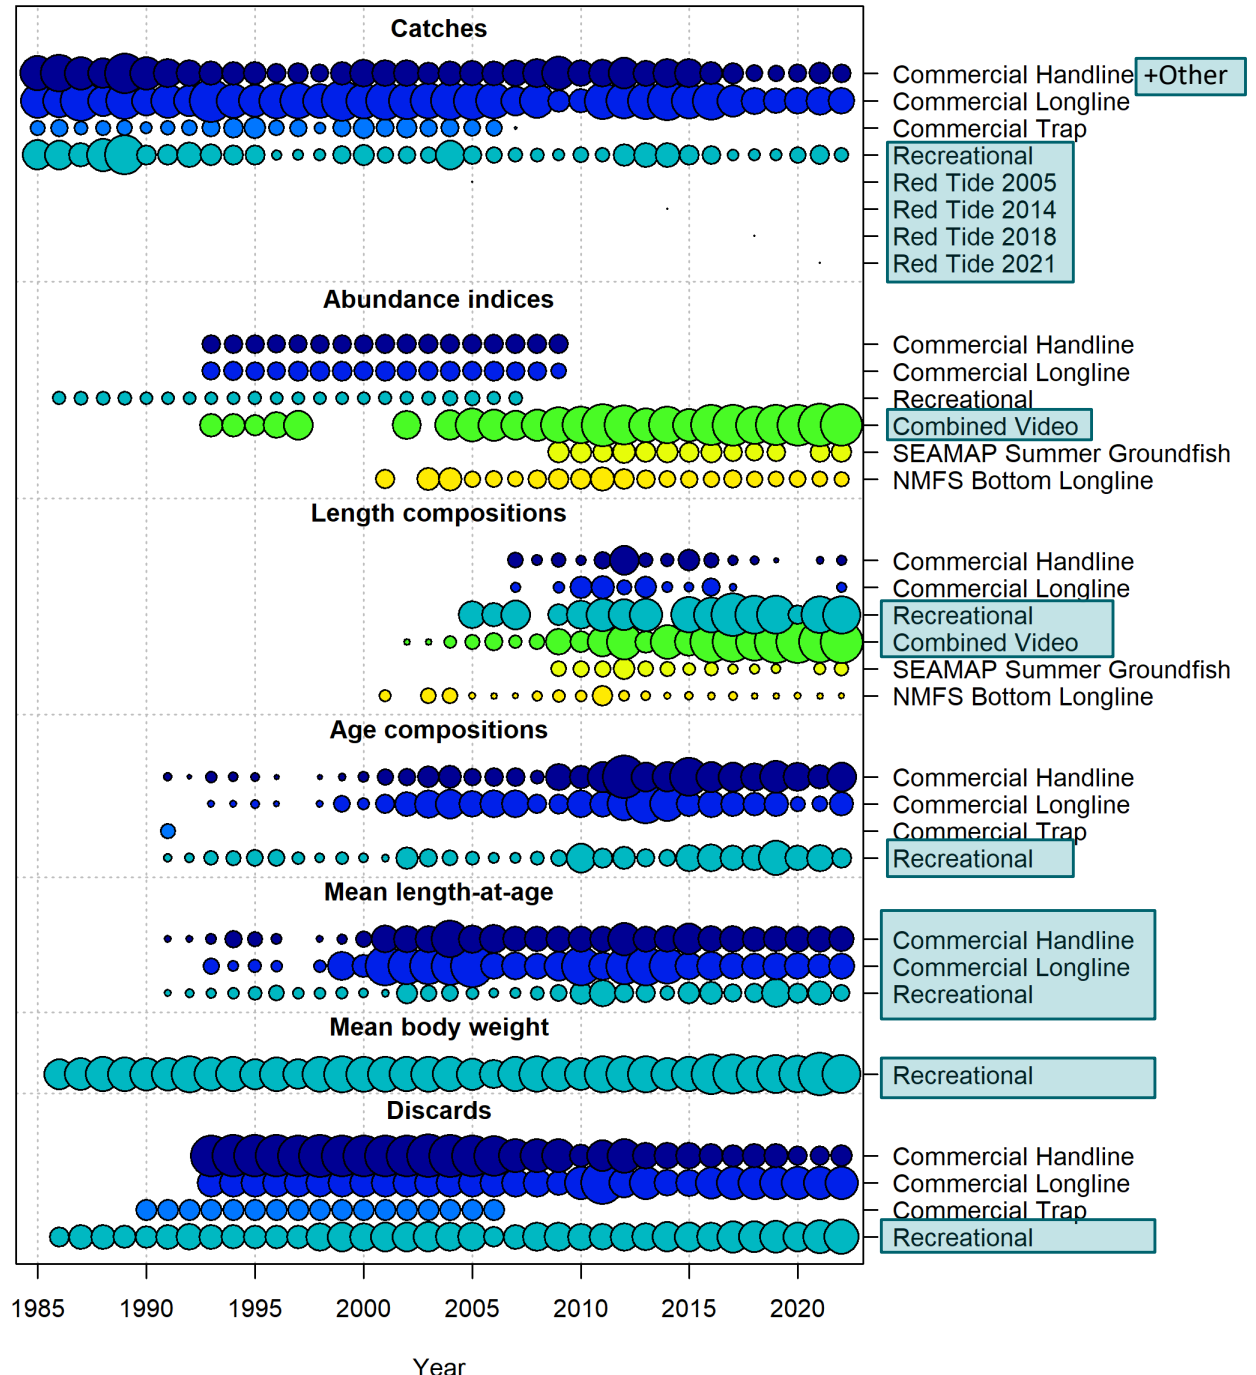 Catches
Commercial Handline +Other
Commercial Longline
Commercial Trap
Recreational
Red Tide 2005
Red Tide 2014
Red Tide 2018
Red Tide 2021
Abundance indices
Commercial Handline
Commercial Longline
Recreational
Combined Video
SEAMAP Summer Groundfish
NMFS Bottom Longline
Length compositions
Commercial Handline
Commercial Longline
Recreational
Combined Video
SEAMAP Summer Groundfish
NMFS Bottom Longline
Age compositions
Commercial Handline
Commercial Longline
Commercial Trap
Recreational
Mean length-at-age
Commercial Handline
Commercial Longline
Recreational
Mean body weight
Recreational
Discards
Commercial Handline
Commercial Longline
Commercial Trap
Recreational
1985 1990 1995 2000 2005 2010 2015 2020
Year